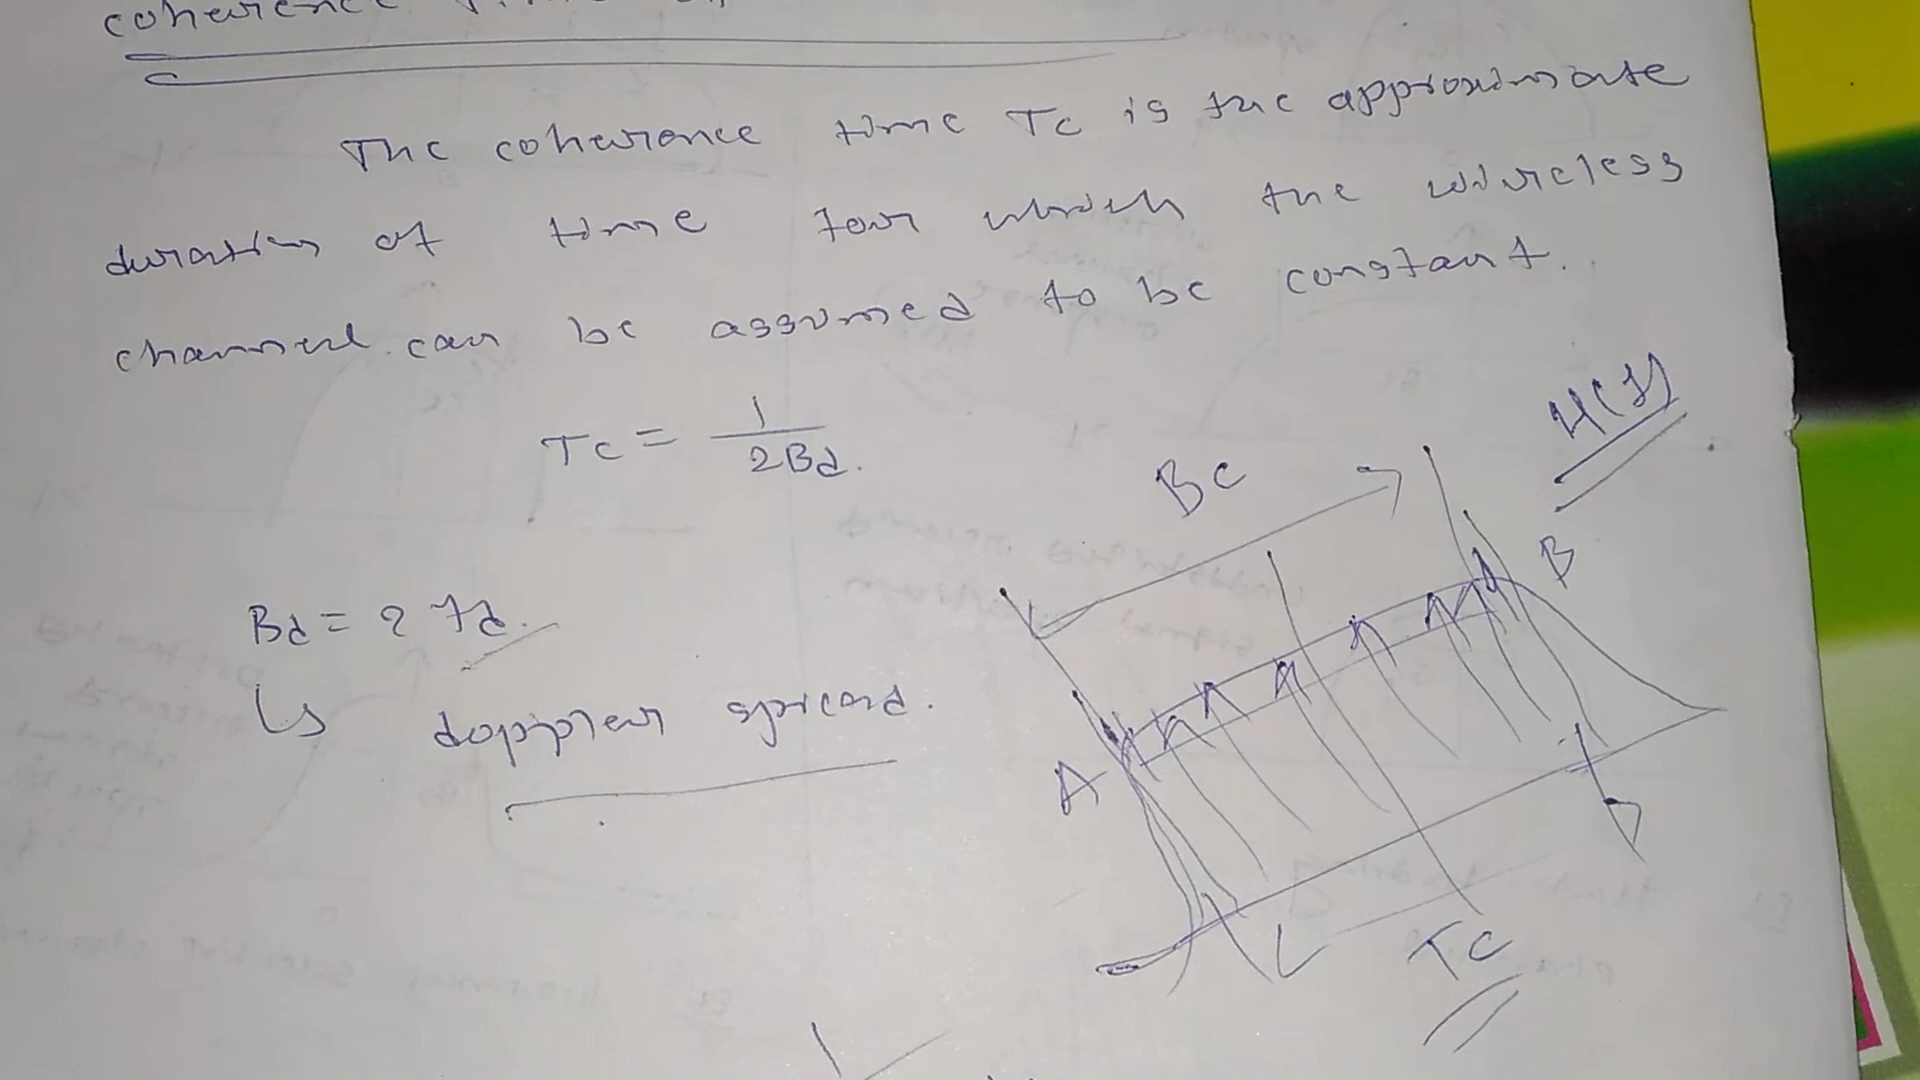 coherence
The coherance time Tc is the approximate
duration of time for which the wireless
channel can be assumed to be constant.
Tc = 1/2Bd.
Bc
H(f)
B
Bd = 2 fd.
↳ doppler spread.
A
Tc